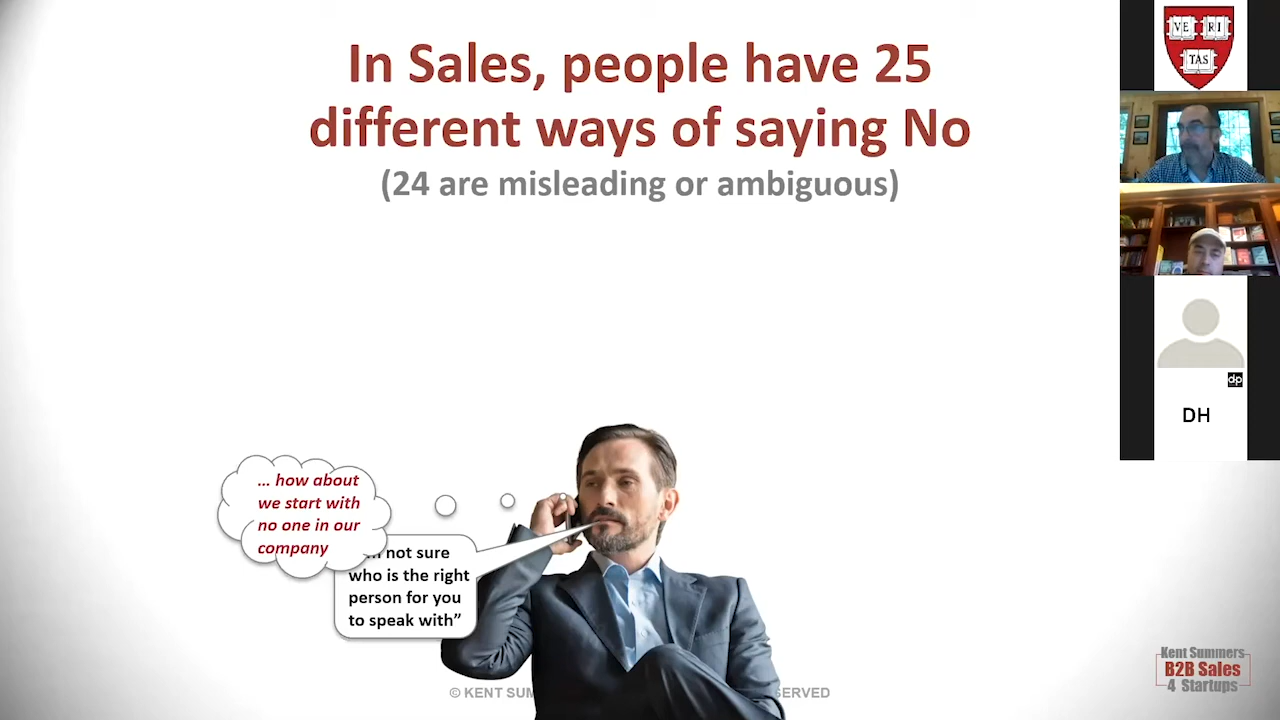 In Sales, people have 25
different ways of saying No
(24 are misleading or ambiguous)
... how about
we start with
no one in our
company
not sure
who is the right
person for you
to speak with”
© KENT
VE RI
TAS
dp
DH
Kent Summers
B2B Sales
4 Startups